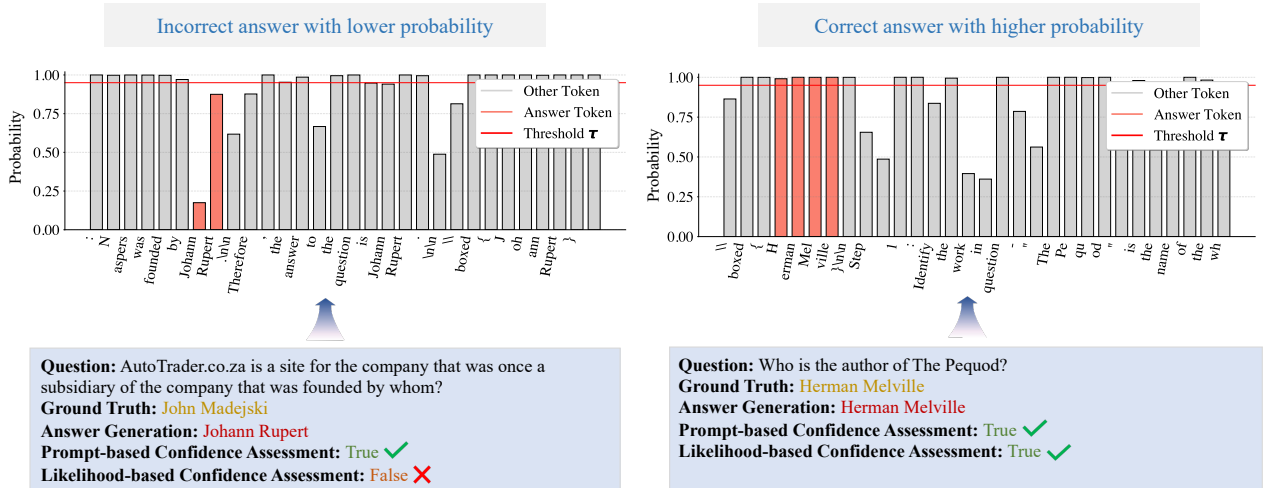 Incorrect answer with lower probability
1.00
0.75
0.50
0.25
0.00
Probability
Other Token
Answer Token
Threshold τ
:
N
aspers
was
founded
by
Johann
Rupert
.\n\n
Therefore
,
the
answer
to
the
question
is
Johann
Rupert
.
\n\n
\\
boxed
{
J
oh
ann
Rupert
}
Question: AutoTrader.co.za is a site for the company that was once a
subsidiary of the company that was founded by whom?
Ground Truth: John Madejski
Answer Generation: Johann Rupert
Prompt-based Confidence Assessment: True
Likelihood-based Confidence Assessment: False
Correct answer with higher probability
1.00
0.75
0.50
0.25
0.00
Probability
Other Token
Answer Token
Threshold τ
\\
boxed
{
H
erman
Mel
ville
}\n\n
Step
1
:
Identify
the
work
in
question
-
"
The
Pe
qu
od
"
is
the
name
of
the
wh
Question: Who is the author of The Pequod?
Ground Truth: Herman Melville
Answer Generation: Herman Melville
Prompt-based Confidence Assessment: True
Likelihood-based Confidence Assessment: True